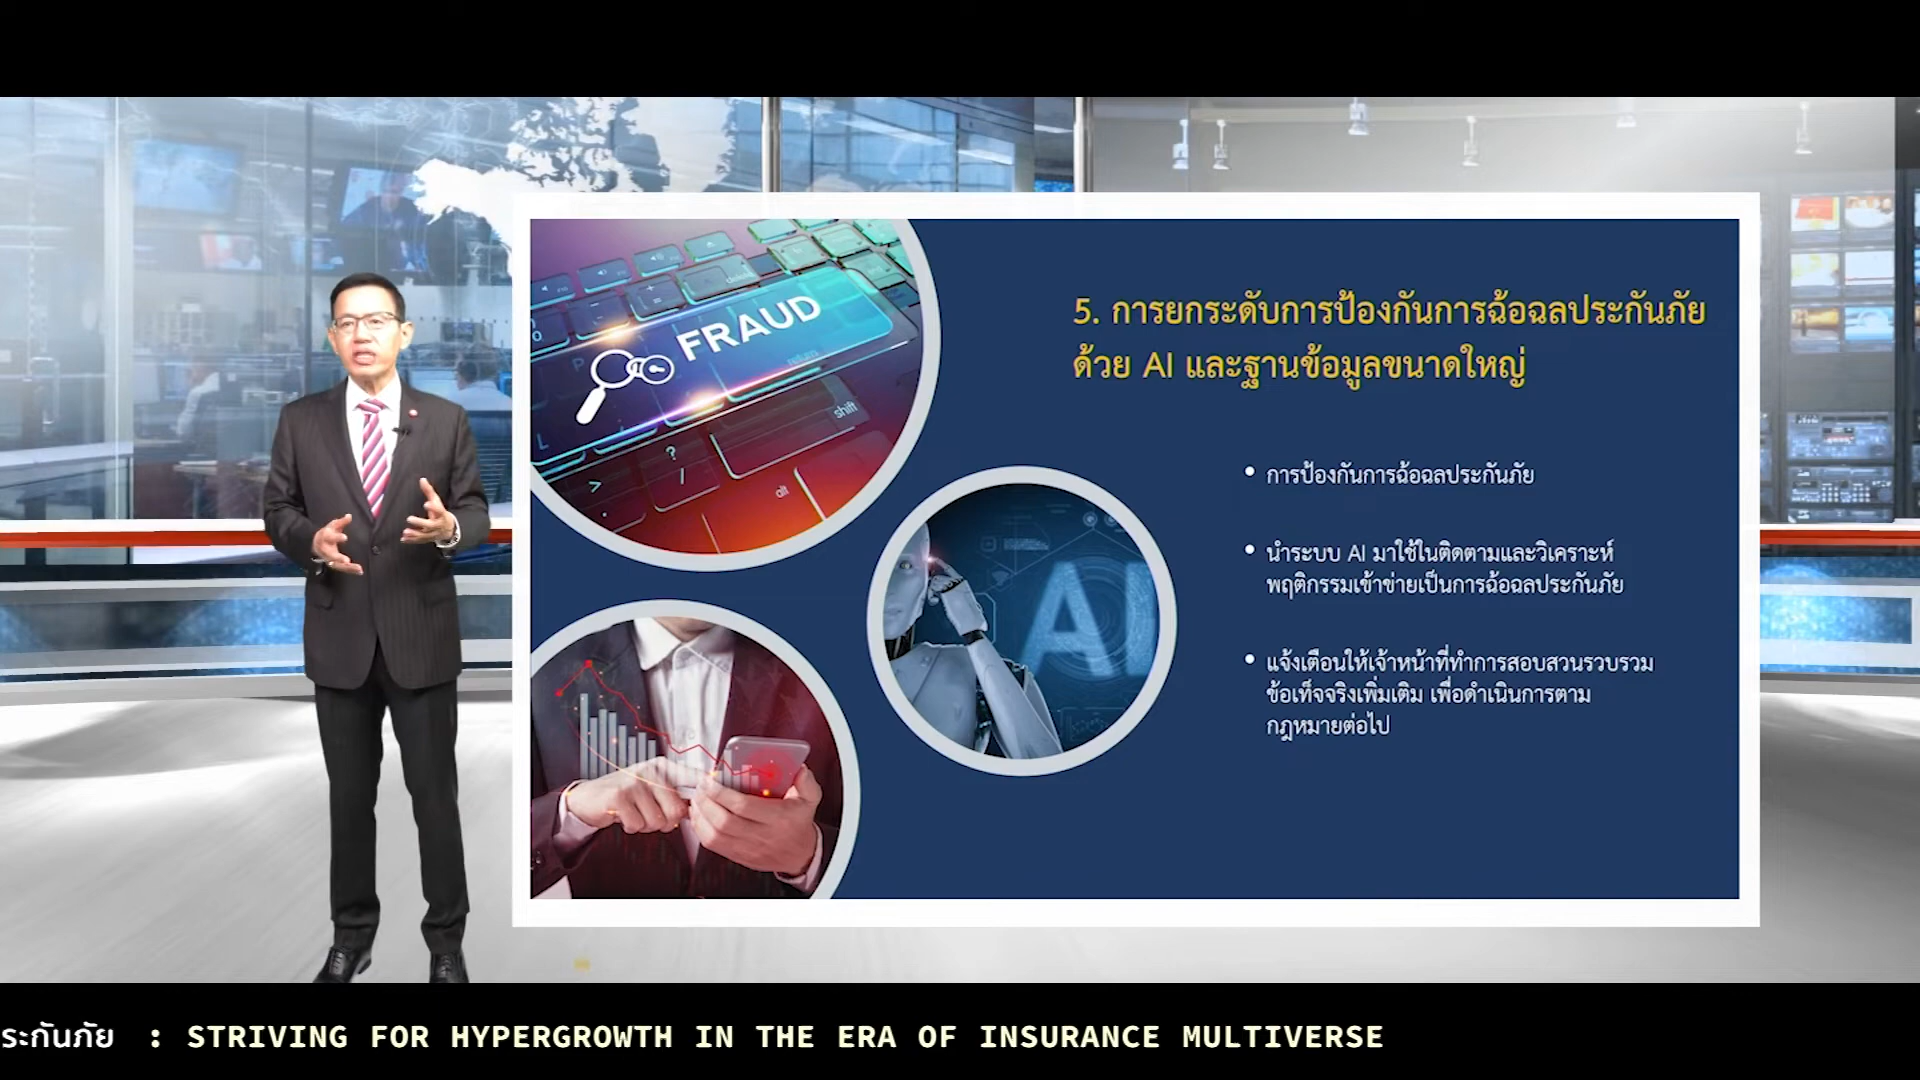 FRAUD
return
shift
alt
AI
5. การยกระดับการป้องกันการฉ้อฉลประกันภัย
ด้วย AI และฐานข้อมูลขนาดใหญ่
• การป้องกันการฉ้อฉลประกันภัย
• นำระบบ AI มาใช้ในติดตามและวิเคราะห์
พฤติกรรมเข้าข่ายเป็นการฉ้อฉลประกันภัย
• แจ้งเตือนให้เจ้าหน้าที่ทำการสอบสวนรวบรวม
ข้อเท็จจริงเพิ่มเติม เพื่อดำเนินการตาม
กฎหมายต่อไป
ระกันภัย : STRIVING FOR HYPERGROWTH IN THE ERA OF INSURANCE MULTIVERSE